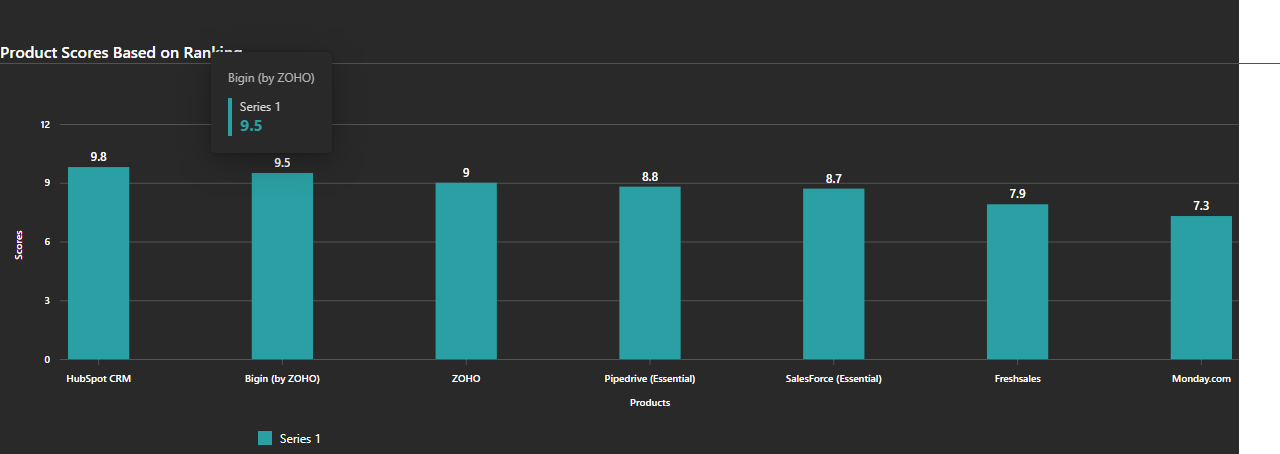 Product Scores Based on Ranking
Bigin (by ZOHO)
Series 1
9.5
12
9
6
3
0
Scores
9.8
9.5
9
8.8
8.7
7.9
7.3
HubSpot CRM
Bigin (by ZOHO)
ZOHO
Pipedrive (Essential)
SalesForce (Essential)
Freshsales
Monday.com
Products
Series 1